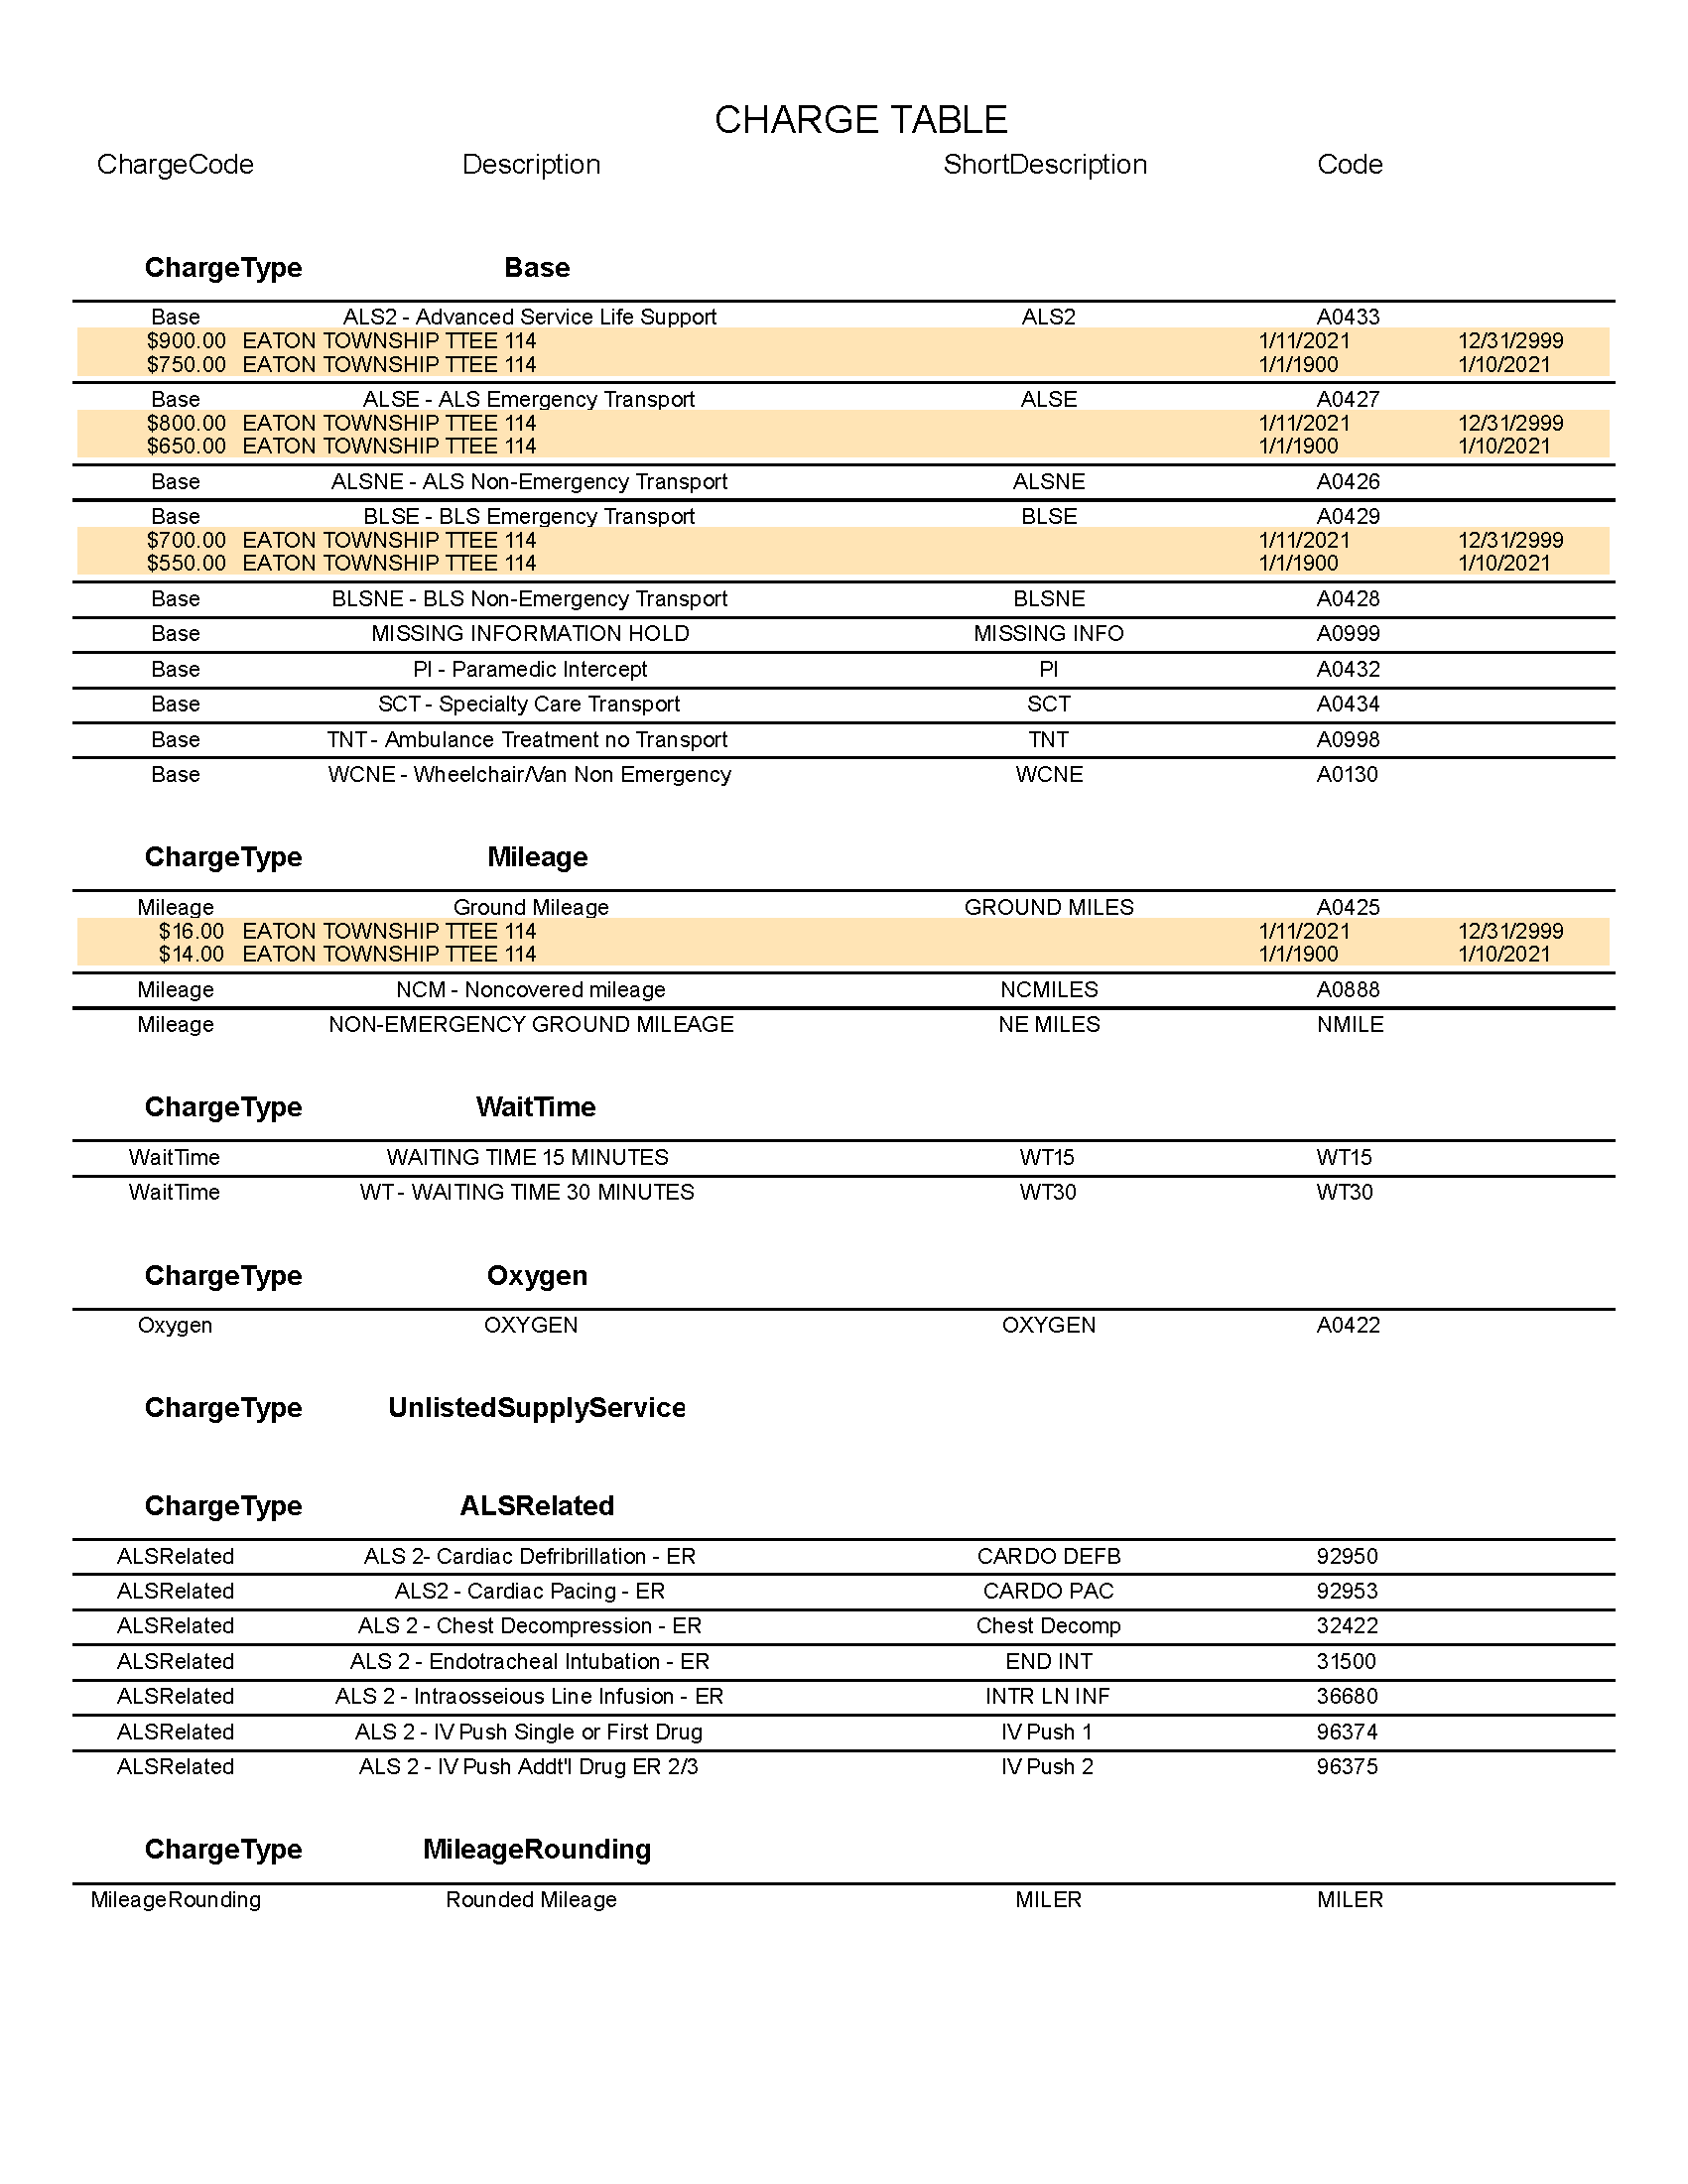 CHARGE TABLE
ChargeCode Description ShortDescription Code
ChargeType Base
Base ALS2 - Advanced Service Life Support ALS2 A0433
$900.00 EATON TOWNSHIP TTEE 114 1/11/2021 12/31/2999
$750.00 EATON TOWNSHIP TTEE 114 1/1/1900 1/10/2021
Base ALSE - ALS Emergency Transport ALSE A0427
$800.00 EATON TOWNSHIP TTEE 114 1/11/2021 12/31/2999
$650.00 EATON TOWNSHIP TTEE 114 1/1/1900 1/10/2021
Base ALSNE - ALS Non-Emergency Transport ALSNE A0426
Base BLSE - BLS Emergency Transport BLSE A0429
$700.00 EATON TOWNSHIP TTEE 114 1/11/2021 12/31/2999
$550.00 EATON TOWNSHIP TTEE 114 1/1/1900 1/10/2021
Base BLSNE - BLS Non-Emergency Transport BLSNE A0428
Base MISSING INFORMATION HOLD MISSING INFO A0999
Base PI - Paramedic Intercept PI A0432
Base SCT - Specialty Care Transport SCT A0434
Base TNT - Ambulance Treatment no Transport TNT A0998
Base WCNE - Wheelchair/Van Non Emergency WCNE A0130
ChargeType Mileage
Mileage Ground Mileage GROUND MILES A0425
$16.00 EATON TOWNSHIP TTEE 114 1/11/2021 12/31/2999
$14.00 EATON TOWNSHIP TTEE 114 1/1/1900 1/10/2021
Mileage NCM - Noncovered mileage NCMILES A0888
Mileage NON-EMERGENCY GROUND MILEAGE NE MILES NMILE
ChargeType WaitTime
WaitTime WAITING TIME 15 MINUTES WT15 WT15
WaitTime WT - WAITING TIME 30 MINUTES WT30 WT30
ChargeType Oxygen
Oxygen OXYGEN OXYGEN A0422
ChargeType UnlistedSupplyService
ChargeType ALSRelated
ALSRelated ALS 2- Cardiac Defribrillation - ER CARDO DEFB 92950
ALSRelated ALS2 - Cardiac Pacing - ER CARDO PAC 92953
ALSRelated ALS 2 - Chest Decompression - ER Chest Decomp 32422
ALSRelated ALS 2 - Endotracheal Intubation - ER END INT 31500
ALSRelated ALS 2 - Intraosseious Line Infusion - ER INTR LN INF 36680
ALSRelated ALS 2 - IV Push Single or First Drug IV Push 1 96374
ALSRelated ALS 2 - IV Push Addt'l Drug ER 2/3 IV Push 2 96375
ChargeType MileageRounding
MileageRounding Rounded Mileage MILER MILER